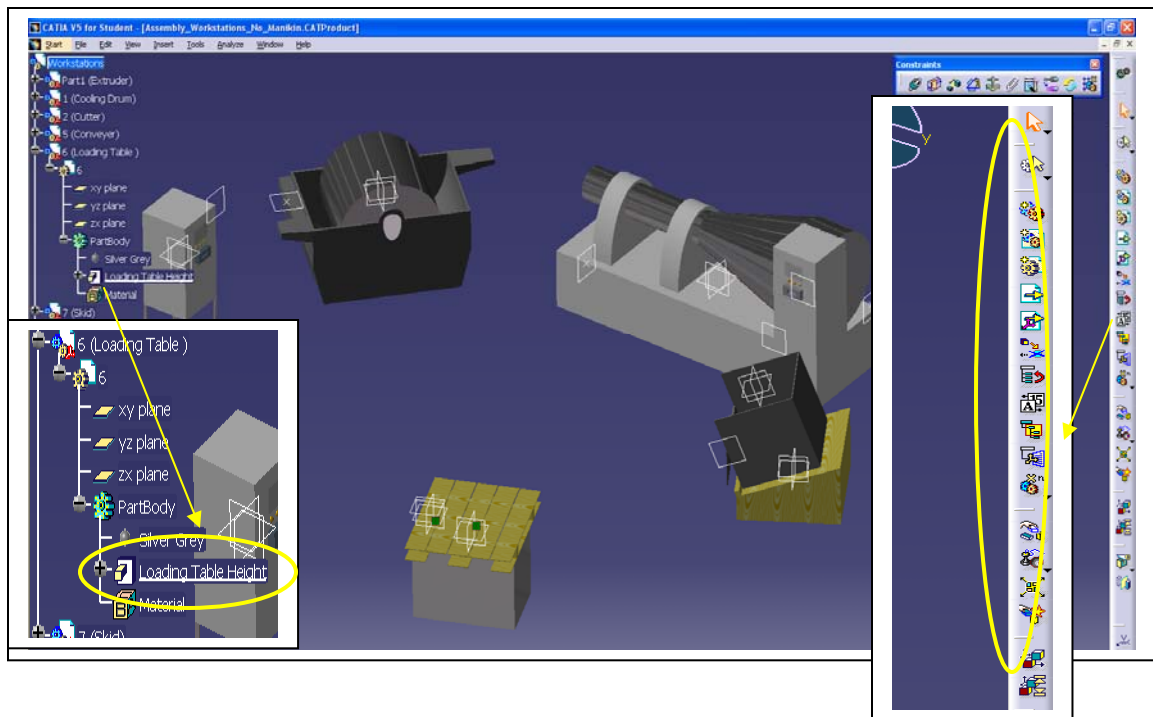 CATIA V5 for Student - [Assembly_Workstations_No_Manikin.CATProduct]
Start File Edit View Insert Tools Analyze Window Help
Workstations
Part1 (Extruder)
1 (Cooling Drum)
2 (Cutter)
5 (Conveyer)
6 (Loading Table )
6
xy plane
yz plane
zx plane
PartBody
Silver Grey
Loading Table Height
Material
7 (Skid)
Constraints
y
6 (Loading Table )
6
xy plane
yz plane
zx plane
PartBody
Silver Grey
Loading Table Height
Material
7 (Skid)